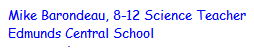 Mike Barondeau, 8-12 Science Teacher
Edmunds Central School